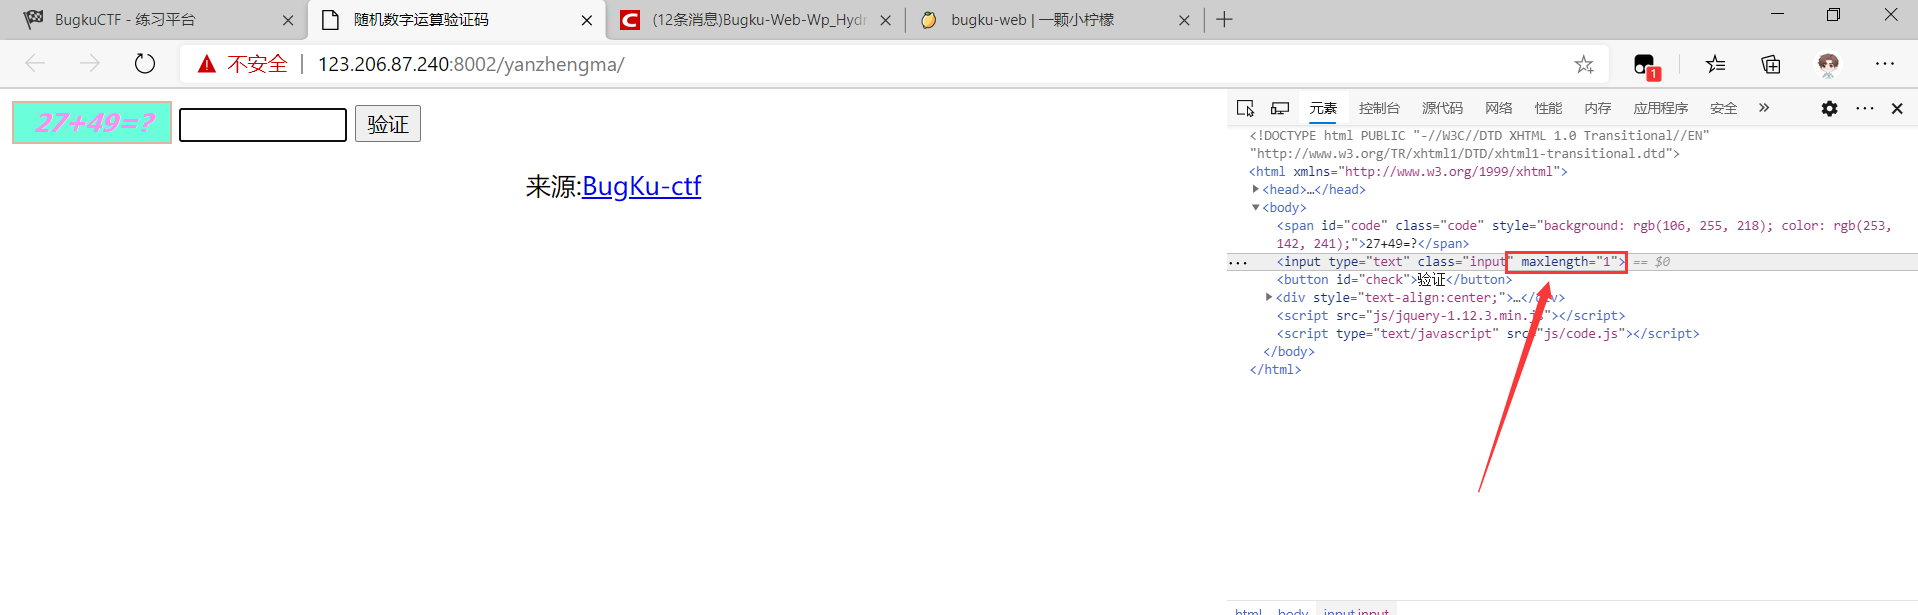 BugkuCTF - 练习平台
随机数字运算验证码
(12条消息)Bugku-Web-Wp_Hydr
bugku-web | 一颗小柠檬
不安全 | 123.206.87.240:8002/yanzhengma/
1
27+49=?
验证
来源:BugKu-ctf
元素 控制台 源代码 网络 性能 内存 应用程序 安全
<!DOCTYPE html PUBLIC "-//W3C//DTD XHTML 1.0 Transitional//EN"
"http://www.w3.org/TR/xhtml1/DTD/xhtml1-transitional.dtd">
<html xmlns="http://www.w3.org/1999/xhtml">
<head>…</head>
<body>
<span id="code" class="code" style="background: rgb(106, 255, 218); color: rgb(253,
142, 241);">27+49=?</span>
<input type="text" class="input" maxlength="1"> == $0
<button id="check">验证</button>
<div style="text-align:center;">…</div>
<script src="js/jquery-1.12.3.min.js"></script>
<script type="text/javascript" src="js/code.js"></script>
</body>
</html>
html body input.input